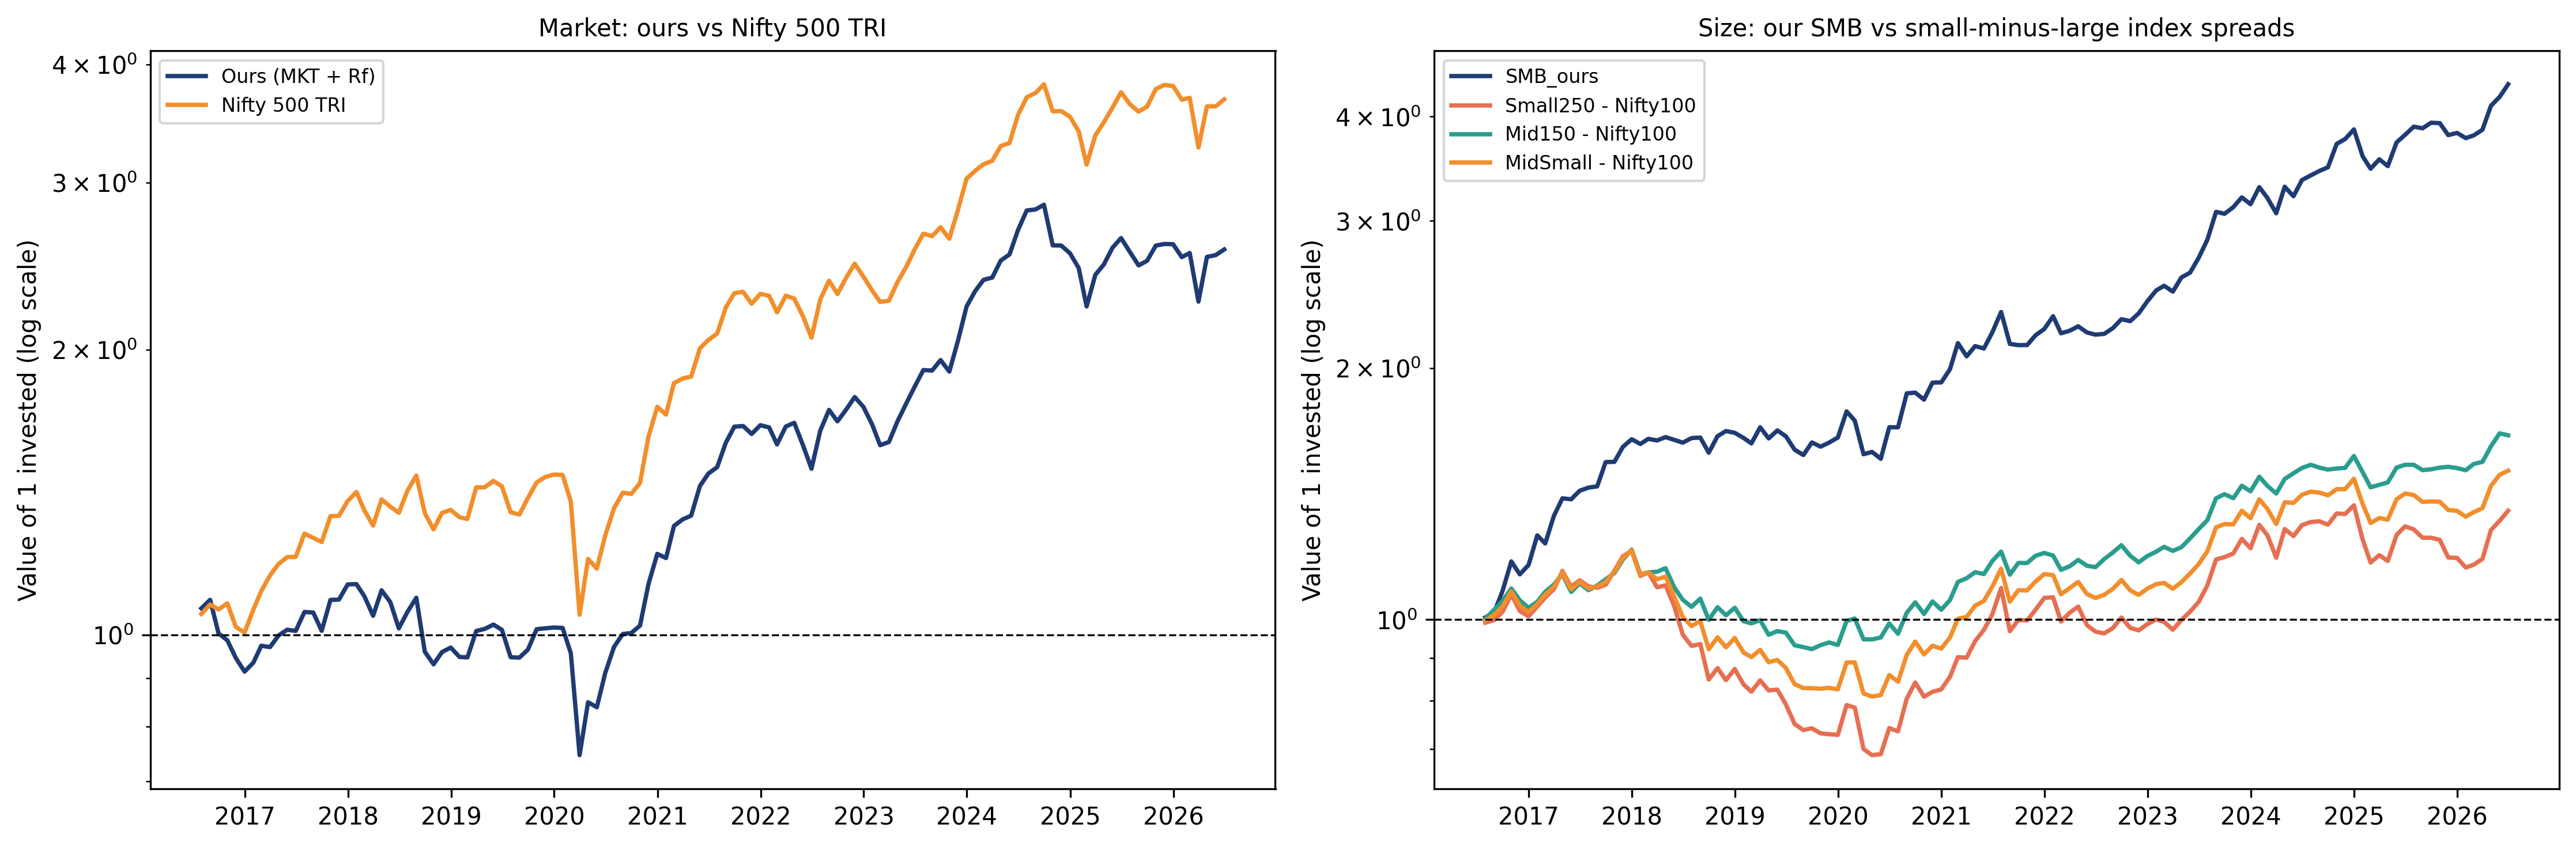 Market: ours vs Nifty 500 TRI
Value of 1 invested (log scale)
4 × 10⁰
3 × 10⁰
2 × 10⁰
10⁰
Ours (MKT + Rf)
Nifty 500 TRI
2017 2018 2019 2020 2021 2022 2023 2024 2025 2026
Size: our SMB vs small-minus-large index spreads
Value of 1 invested (log scale)
4 × 10⁰
3 × 10⁰
2 × 10⁰
10⁰
SMB_ours
Small250 - Nifty100
Mid150 - Nifty100
MidSmall - Nifty100
2017 2018 2019 2020 2021 2022 2023 2024 2025 2026